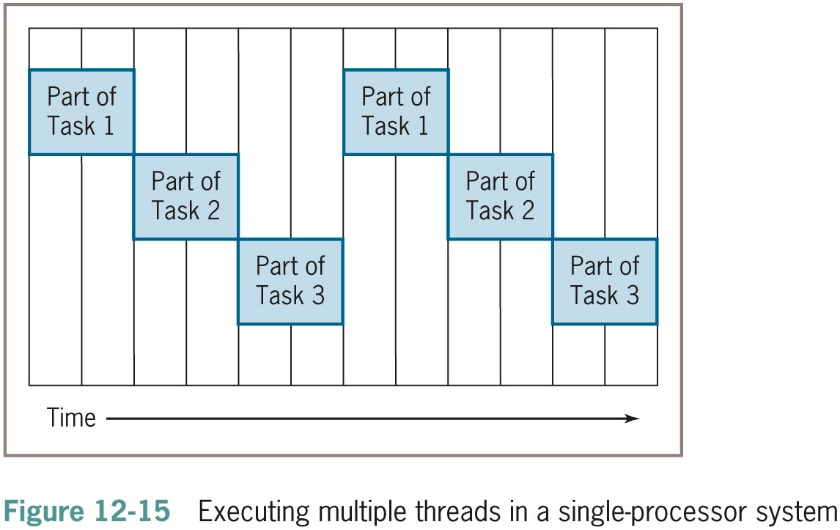 Part of
Task 1
Part of
Task 2
Part of
Task 3
Part of
Task 1
Part of
Task 2
Part of
Task 3
Time
Figure 12-15 Executing multiple threads in a single-processor system